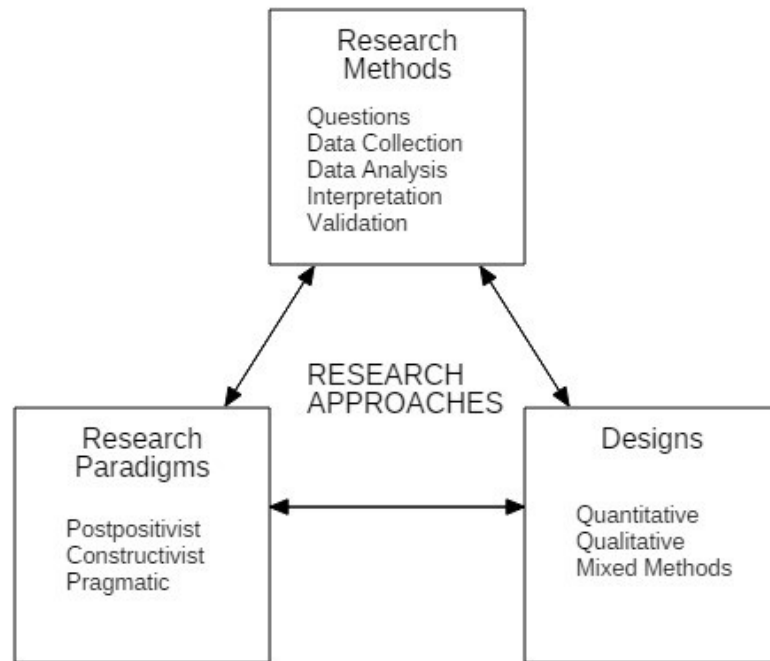 Research
Methods
Questions
Data Collection
Data Analysis
Interpretation
Validation
RESEARCH
APPROACHES
Research
Paradigms
Postpositivist
Constructivist
Pragmatic
Designs
Quantitative
Qualitative
Mixed Methods